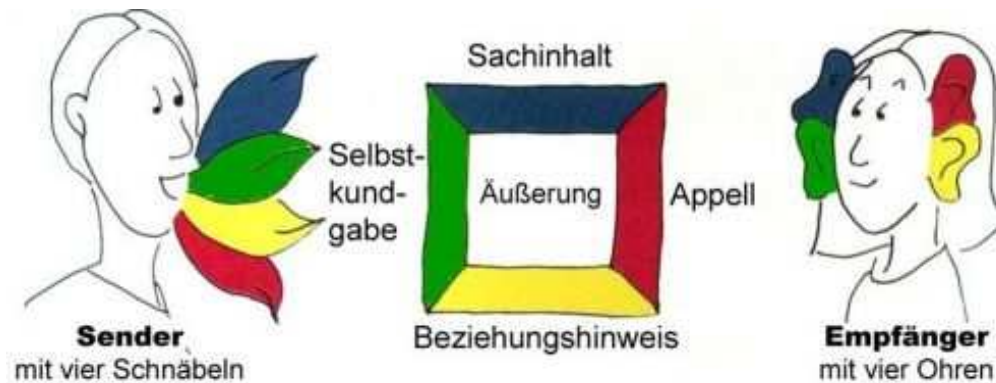 Sachinhalt
Selbst-
kund-
gabe
Äußerung
Appell
Beziehungshinweis
Sender
mit vier Schnäbeln
Empfänger
mit vier Ohren